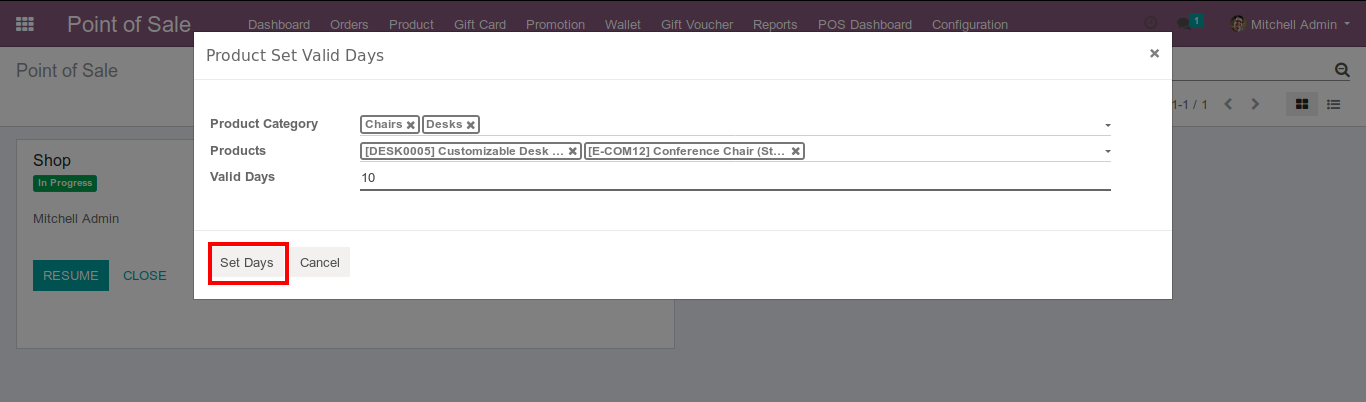 Point of Sale Dashboard Orders Product Gift Card Promotion Wallet Gift Voucher Reports POS Dashboard Configuration 1 Mitchell Admin
Point of Sale
Product Set Valid Days ×
1-1 / 1
Product Category Chairs × Desks ×
Products [DESK0005] Customizable Desk ... × [E-COM12] Conference Chair (St... ×
Valid Days 10
Shop
In Progress
Mitchell Admin
Set Days Cancel
RESUME CLOSE